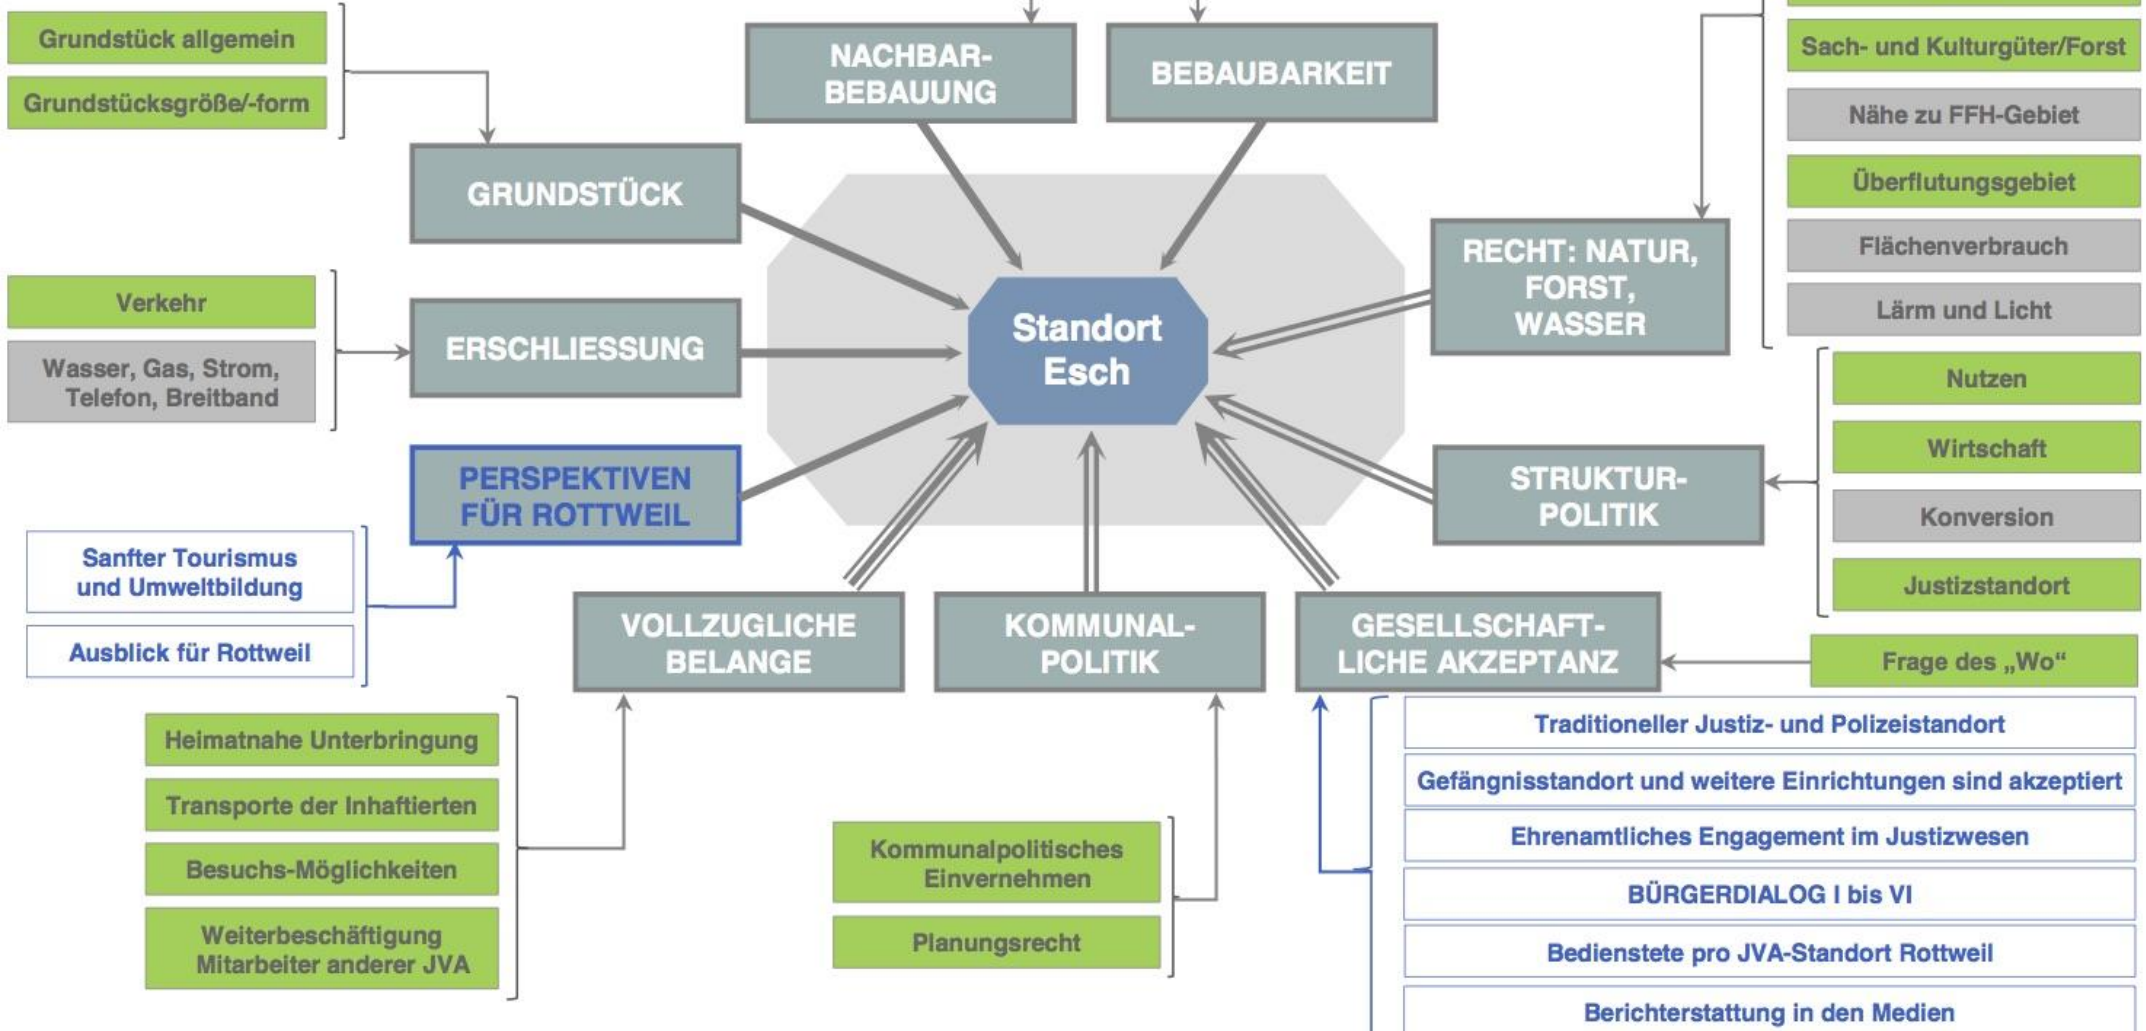 Grundstück allgemein
Grundstücksgröße/-form
NACHBAR-
BEBAUUNG
BEBAUBARKEIT
Sach- und Kulturgüter/Forst
Nähe zu FFH-Gebiet
Überflutungsgebiet
Flächenverbrauch
Lärm und Licht
GRUNDSTÜCK
RECHT: NATUR,
FORST,
WASSER
Verkehr
Wasser, Gas, Strom,
Telefon, Breitband
ERSCHLIESSUNG
Standort
Esch
Nutzen
Wirtschaft
Konversion
Justizstandort
PERSPEKTIVEN
FÜR ROTTWEIL
STRUKTUR-
POLITIK
Sanfter Tourismus
und Umweltbildung
Ausblick für Rottweil
VOLLZUGLICHE
BELANGE
KOMMUNAL-
POLITIK
GESELLSCHAFT-
LICHE AKZEPTANZ
Frage des „Wo“
Heimatnahe Unterbringung
Transporte der Inhaftierten
Besuchs-Möglichkeiten
Weiterbeschäftigung
Mitarbeiter anderer JVA
Kommunalpolitisches
Einvernehmen
Planungsrecht
Traditioneller Justiz- und Polizeistandort
Gefängnisstandort und weitere Einrichtungen sind akzeptiert
Ehrenamtliches Engagement im Justizwesen
BÜRGERDIALOG I bis VI
Bedienstete pro JVA-Standort Rottweil
Berichterstattung in den Medien